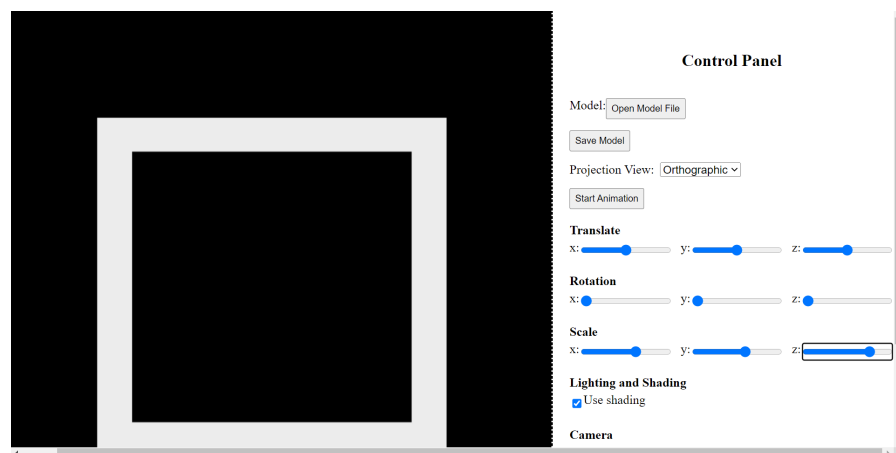 Control Panel
Model: Open Model File
Save Model
Projection View: Orthographic
Start Animation
Translate
x: y: z:
Rotation
x: y: z:
Scale
x: y: z:
Lighting and Shading
Use shading
Camera